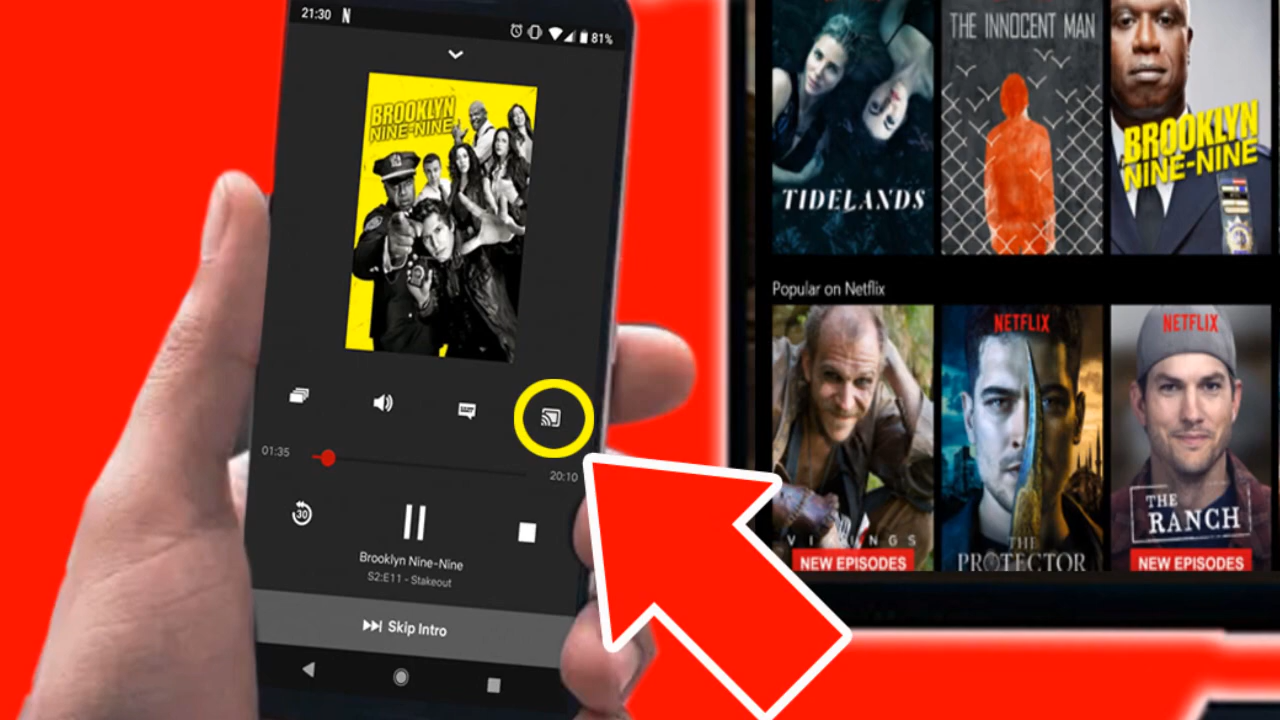 21:30 N
81%
BROOKLYN
NINE-NINE
01:35
20:10
30
Brooklyn Nine-Nine
S2:E11 - Stakeout
Skip Intro
TIDELANDS
THE INNOCENT MAN
BROOKLYN
NINE-NINE
Popular on Netflix
VIKINGS
NEW EPISODES
NETFLIX
THE
PROTECTOR
NETFLIX
THE
RANCH
NEW EPISODES